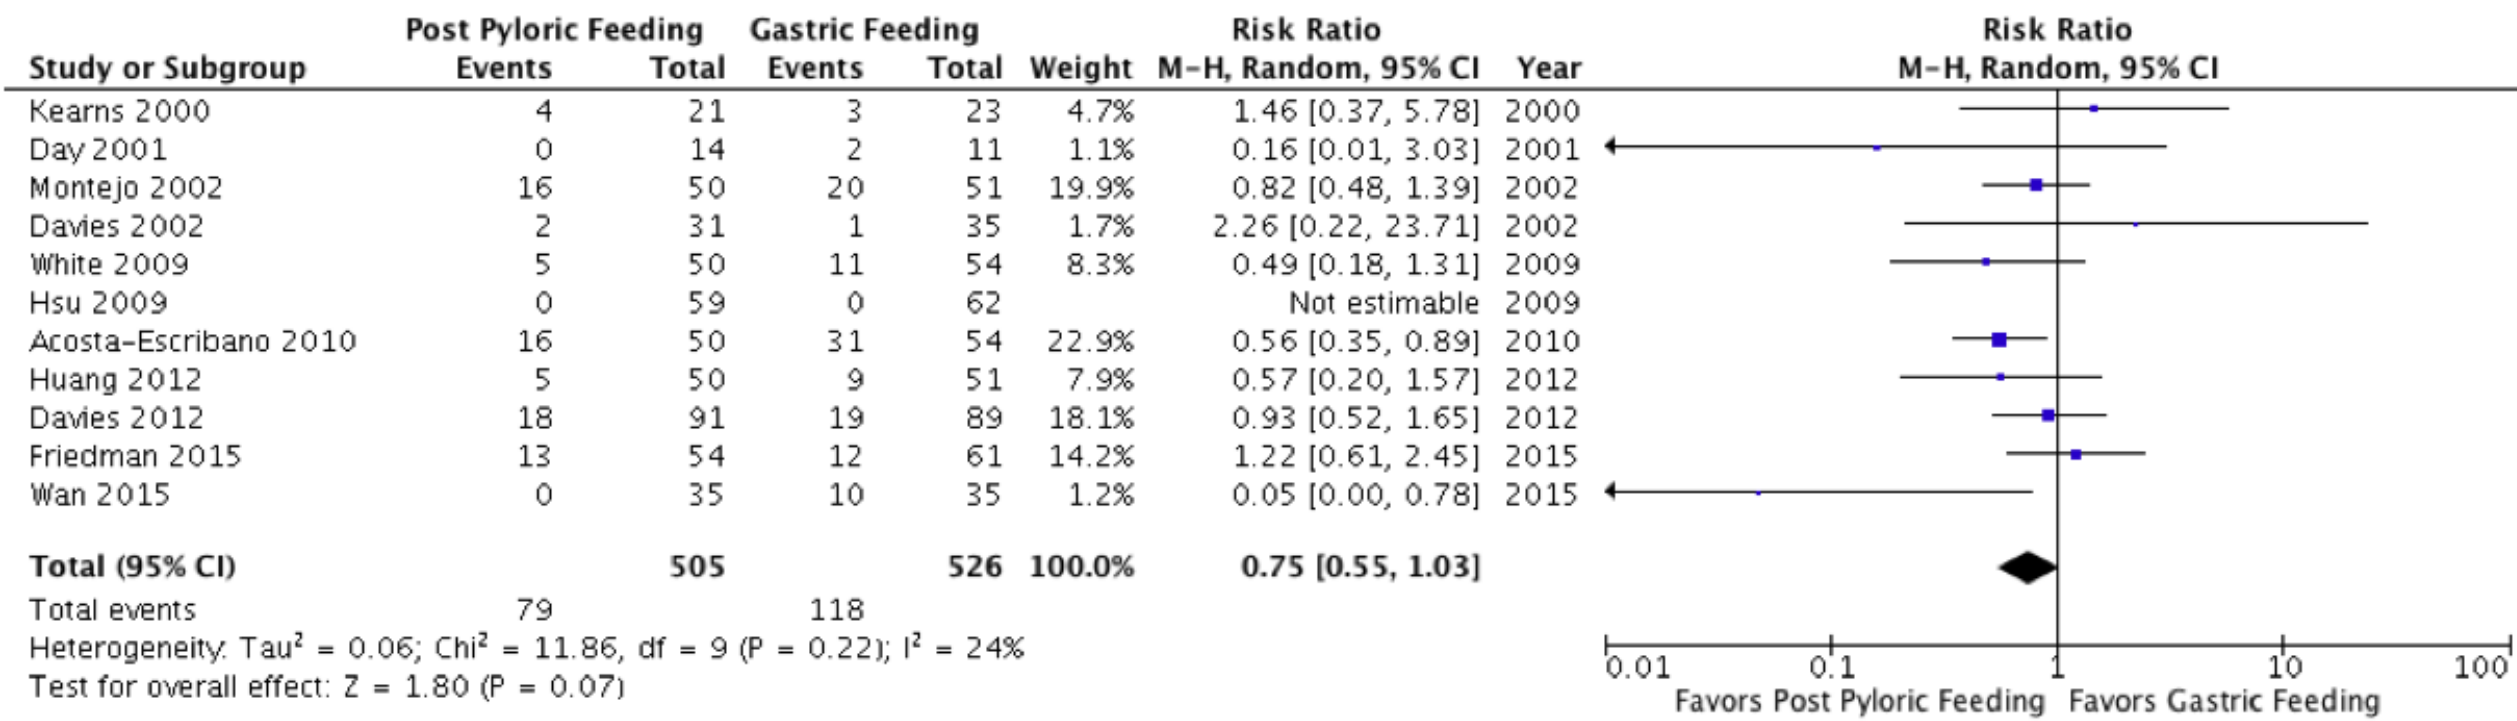 Post Pyloric Feeding Gastric Feeding Risk Ratio Risk Ratio
Study or Subgroup Events Total Events Total Weight M-H, Random, 95% CI Year M-H, Random, 95% CI
Kearns 2000 4 21 3 23 4.7% 1.46 [0.37, 5.78] 2000
Day 2001 0 14 2 11 1.1% 0.16 [0.01, 3.03] 2001
Montejo 2002 16 50 20 51 19.9% 0.82 [0.48, 1.39] 2002
Davies 2002 2 31 1 35 1.7% 2.26 [0.22, 23.71] 2002
White 2009 5 50 11 54 8.3% 0.49 [0.18, 1.31] 2009
Hsu 2009 0 59 0 62 Not estimable 2009
Acosta-Escribano 2010 16 50 31 54 22.9% 0.56 [0.35, 0.89] 2010
Huang 2012 5 50 9 51 7.9% 0.57 [0.20, 1.57] 2012
Davies 2012 18 91 19 89 18.1% 0.93 [0.52, 1.65] 2012
Friedman 2015 13 54 12 61 14.2% 1.22 [0.61, 2.45] 2015
Wan 2015 0 35 10 35 1.2% 0.05 [0.00, 0.78] 2015
Total (95% CI) 505 526 100.0% 0.75 [0.55, 1.03]
Total events 79 118
Heterogeneity: Tau² = 0.06; Chi² = 11.86, df = 9 (P = 0.22); I² = 24%
Test for overall effect: Z = 1.80 (P = 0.07)
0.01 0.1 1 10 100
Favors Post Pyloric Feeding Favors Gastric Feeding